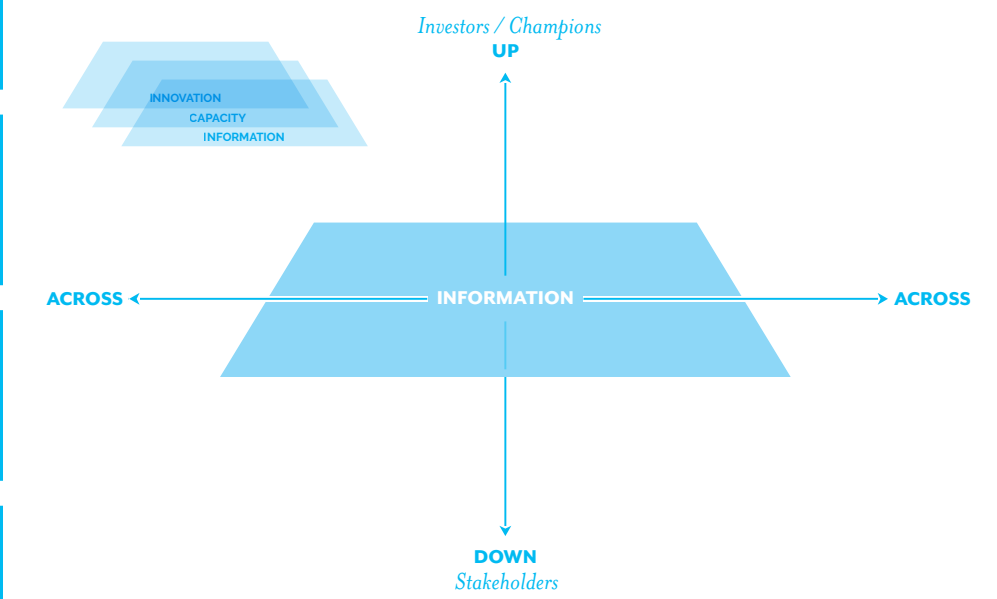 Investors / Champions
UP
INNOVATION
CAPACITY
INFORMATION
ACROSS
INFORMATION
ACROSS
DOWN
Stakeholders